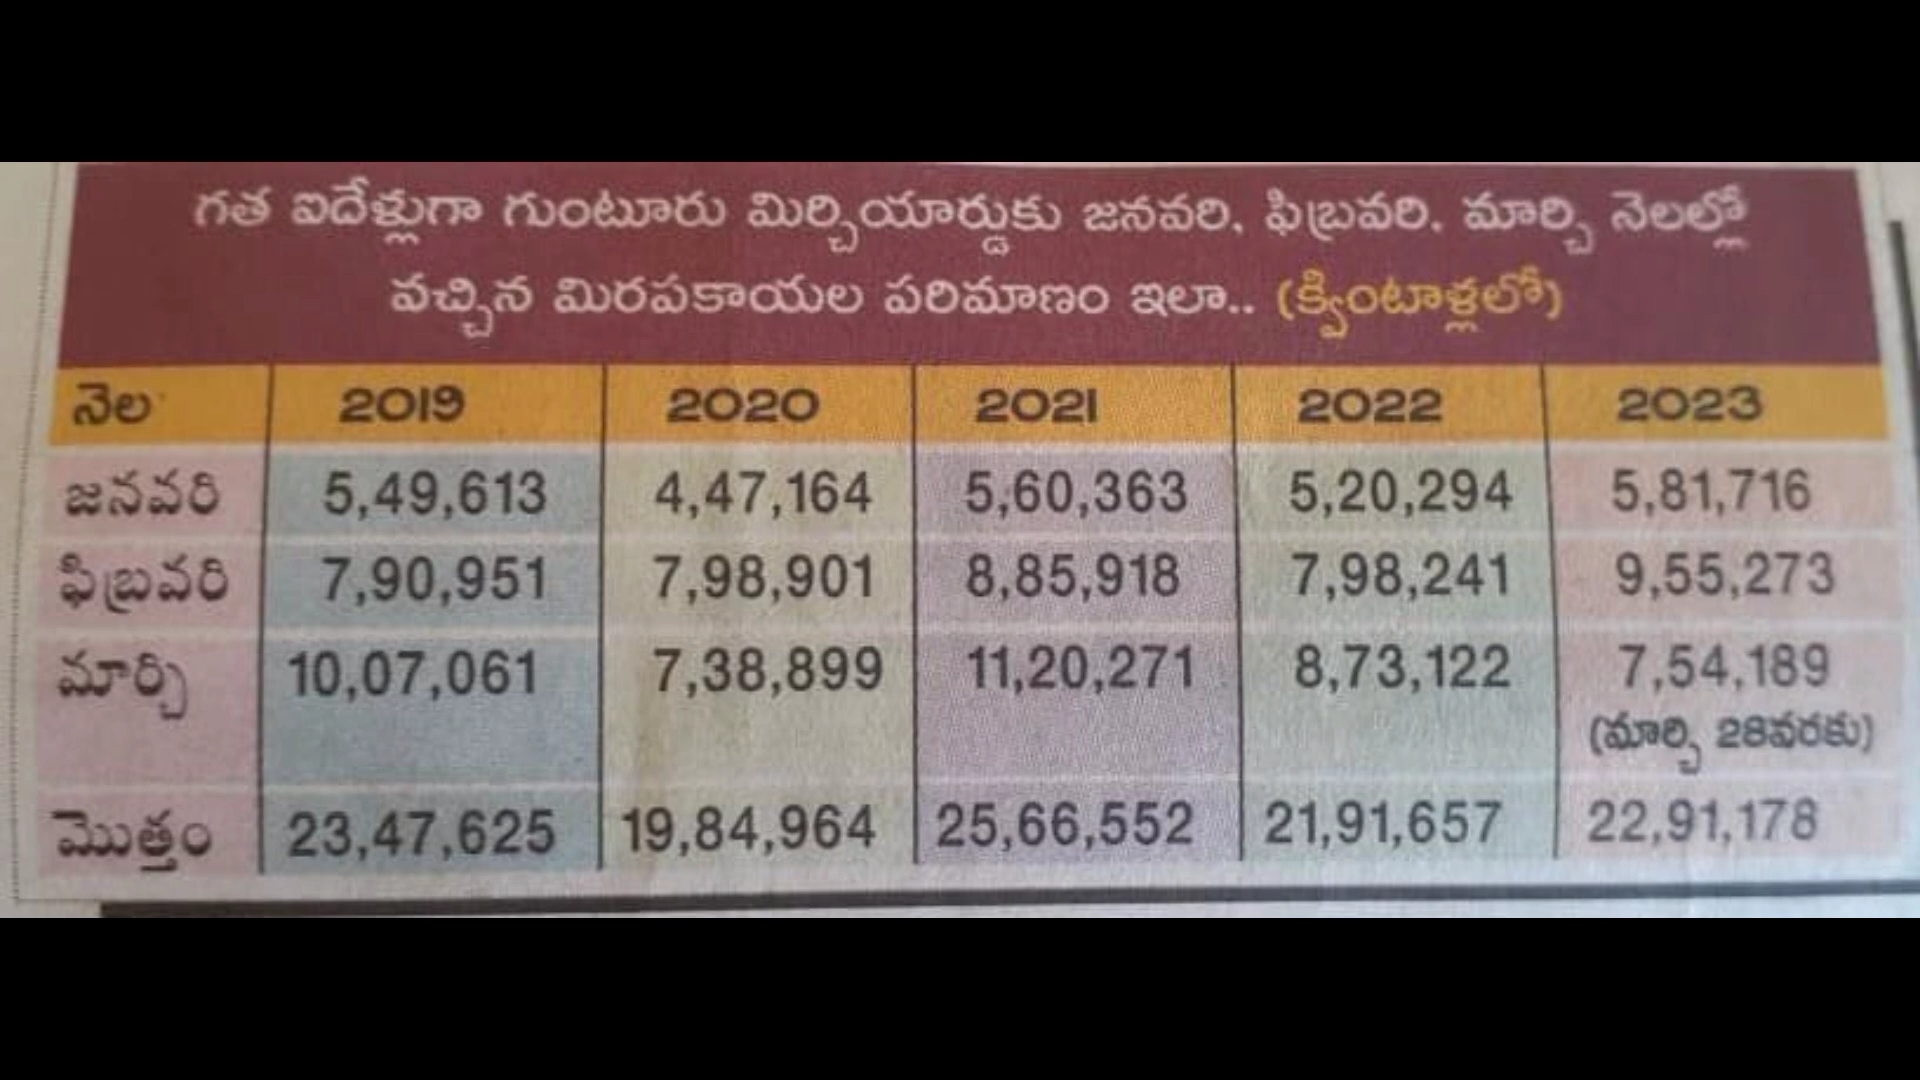 గత ఐదేళ్లుగా గుంటూరు మిర్చియార్డుకు జనవరి, ఫిబ్రవరి, మార్చి నెలల్లో
వచ్చిన మిరపకాయల పరిమాణం ఇలా.. (క్వింటాళ్లలో)
నెల 2019 2020 2021 2022 2023
జనవరి 5,49,613 4,47,164 5,60,363 5,20,294 5,81,716
ఫిబ్రవరి 7,90,951 7,98,901 8,85,918 7,98,241 9,55,273
మార్చి 10,07,061 7,38,899 11,20,271 8,73,122 7,54,189
(మార్చి 28వరకు)
మొత్తం 23,47,625 19,84,964 25,66,552 21,91,657 22,91,178